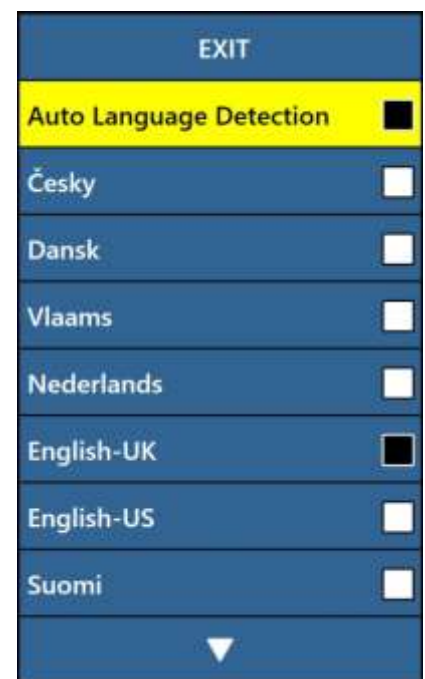 EXIT
Auto Language Detection
Česky
Dansk
Vlaams
Nederlands
English-UK
English-US
Suomi